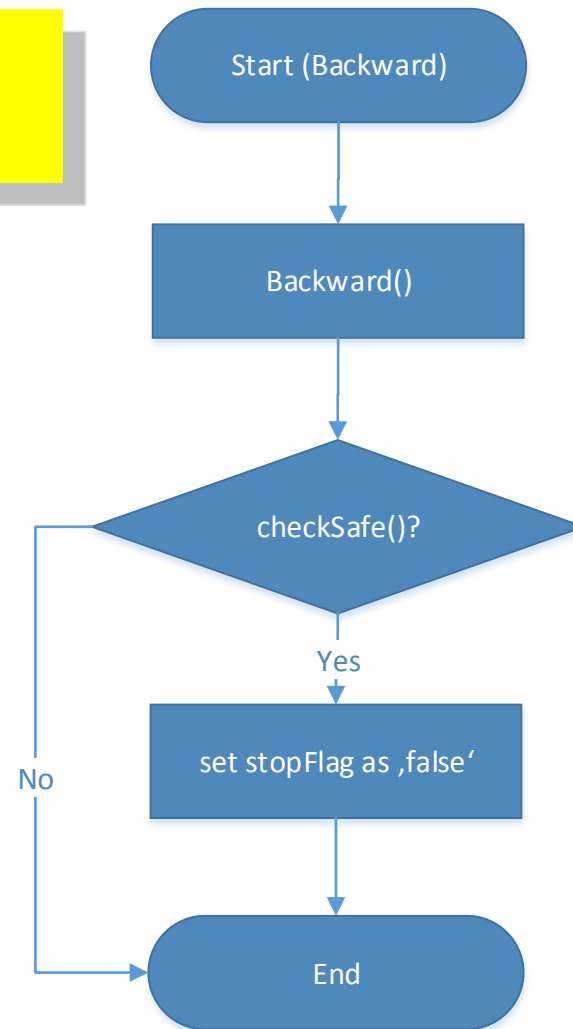 Start (Backward)
Backward()
checkSafe()?
Yes
set stopFlag as ‚false‘
No
End